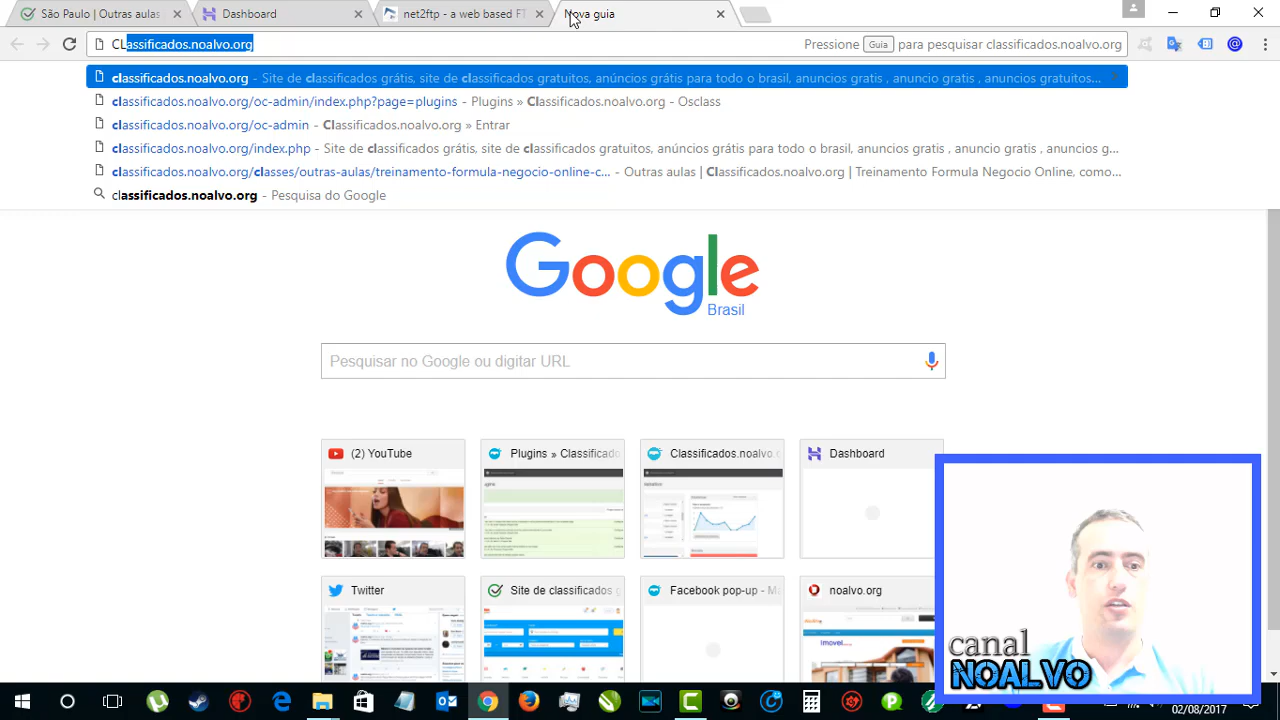 São Paulo | Outras aulas
Dashboard
net2ftp - a web based FT
Nova guia
CLassificados.noalvo.org
Pressione Guia para pesquisar classificados.noalvo.org
classificados.noalvo.org - Site de classificados grátis, site de classificados gratuitos, anúncios grátis para todo o brasil, anuncios gratis , anuncio gratis , anuncios gratuitos...
classificados.noalvo.org/oc-admin/index.php?page=plugins - Plugins » Classificados.noalvo.org - Osclass
classificados.noalvo.org/oc-admin - Classificados.noalvo.org » Entrar
classificados.noalvo.org/index.php - Site de classificados grátis, site de classificados gratuitos, anúncios grátis para todo o brasil, anuncios gratis , anuncio gratis , anuncios g...
classificados.noalvo.org/classes/outras-aulas/treinamento-formula-negocio-online-c... - Outras aulas | Classificados.noalvo.org | Treinamento Formula Negocio Online, como...
classificados.noalvo.org - Pesquisa do Google
Google
Brasil
Pesquisar no Google ou digitar URL
(2) YouTube
Plugins » Classificado
Classificados.noalvo.o
Dashboard
Twitter
Site de classificados g
Facebook pop-up - Ma
noalvo.org
canal
NOALVO
02/08/2017